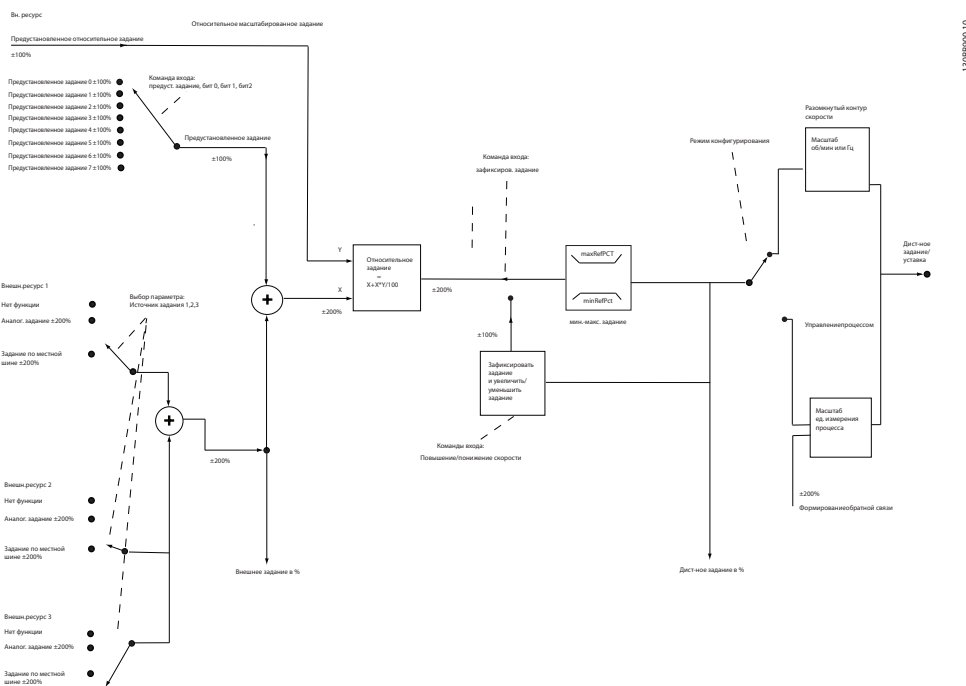 Вн. ресурс
Относительное масштабированное задание
Предустановленное относительное задание
±100%
Предустановленное задание 0 ±100%
Предустановленное задание 1 ±100%
Предустановленное задание 2 ±100%
Предустановленное задание 3 ±100%
Предустановленное задание 4 ±100%
Предустановленное задание 5 ±100%
Предустановленное задание 6 ±100%
Предустановленное задание 7 ±100%
Команда входа:
предуст. задание, бит 0, бит 1, бит2
Предустановленное задание
±100%
Y
X
±200%
Относительное
задание
=
X+X*Y/100
±200%
Команда входа:
зафиксиров. задание
maxRefPCT
minRefPct
мин.-макс. задание
±100%
Зафиксировать
задание
и увеличить/
уменьшить
задание
Команды входа:
Повышение/понижение скорости
Режим конфигурирования
Разомкнутый контур
скорости
Масштаб
об/мин или Гц
Дист-ное
задание/
уставка
Управлениепроцессом
Масштаб
ед. измерения
процесса
±200%
Формированиеобратной связи
Дист-ное задание в %
Внешн.ресурс 1
Нет функции
Аналог. задание ±200%
Задание по местной
шине ±200%
Выбор параметра:
Источник задания 1,2,3
+
+
±200%
Внешнее задание в %
Внешн.ресурс 2
Нет функции
Аналог. задание ±200%
Задание по местной
шине ±200%
Внешн.ресурс 3
Нет функции
Аналог. задание ±200%
Задание по местной
шине ±200%